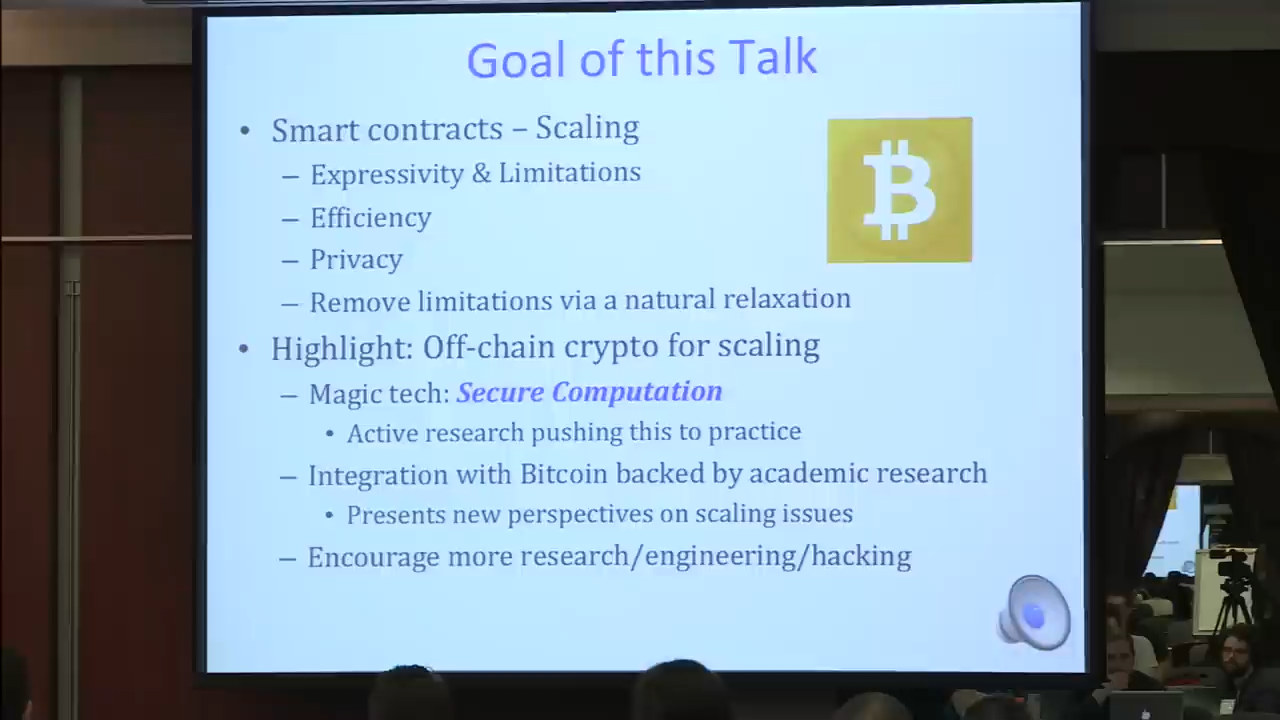 Goal of this Talk
• Smart contracts – Scaling
– Expressivity & Limitations
– Efficiency
– Privacy
– Remove limitations via a natural relaxation
• Highlight: Off-chain crypto for scaling
– Magic tech: Secure Computation
• Active research pushing this to practice
– Integration with Bitcoin backed by academic research
• Presents new perspectives on scaling issues
– Encourage more research/engineering/hacking